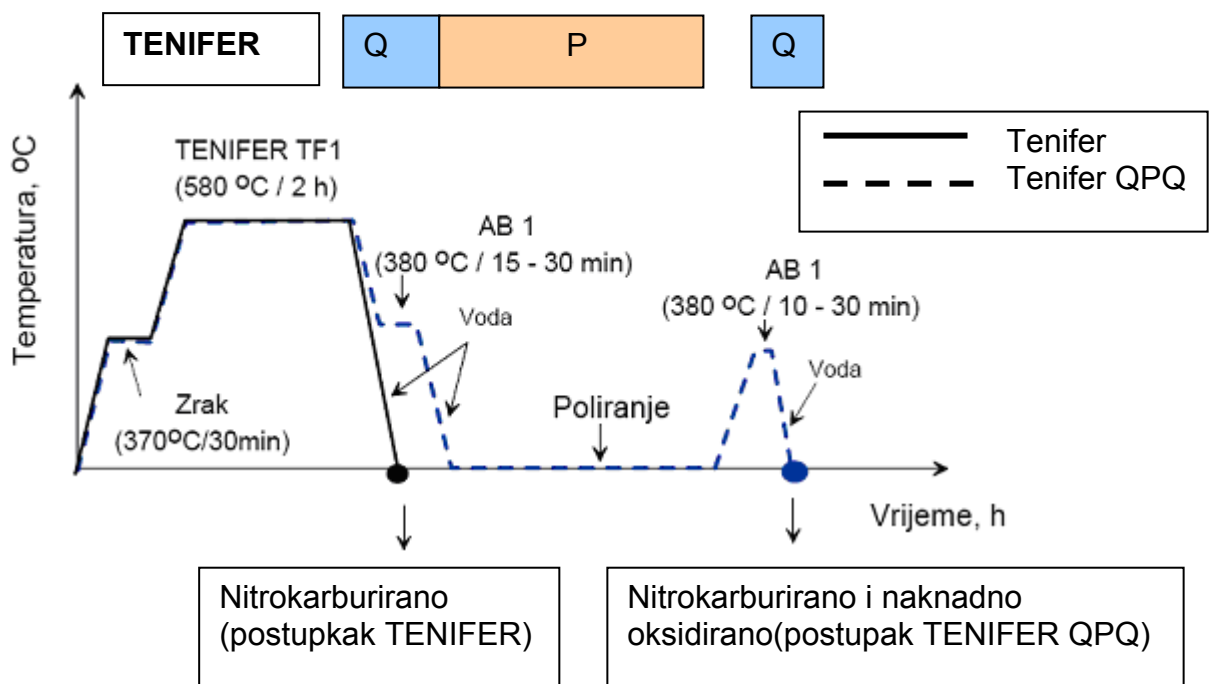 TENIFER
Q
P
Q
Tenifer
Tenifer QPQ
Temperatura, ºC
TENIFER TF1
(580 ºC / 2 h)
AB 1
(380 ºC / 15 - 30 min)
AB 1
(380 ºC / 10 - 30 min)
Voda
Voda
Zrak
(370ºC/30min)
Poliranje
Vrijeme, h
Nitrokarburirano
(postupkak TENIFER)
Nitrokarburirano i naknadno
oksidirano(postupak TENIFER QPQ)